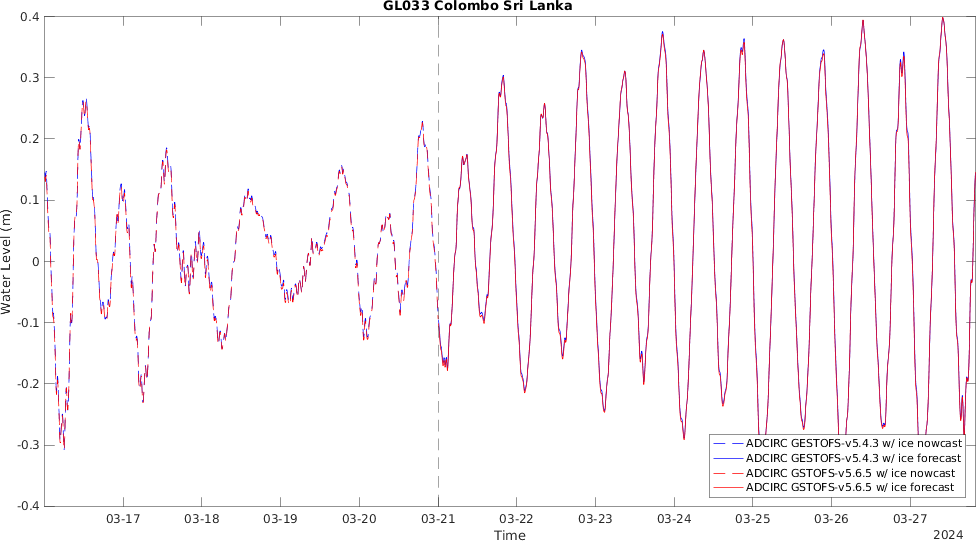 GL033 Colombo Sri Lanka
0.4
0.3
0.2
0.1
0
-0.1
-0.2
-0.3
-0.4
Water Level (m)
ADCIRC GESTOFS-v5.4.3 w/ ice nowcast
ADCIRC GESTOFS-v5.4.3 w/ ice forecast
ADCIRC GSTOFS-v5.6.5 w/ ice nowcast
ADCIRC GSTOFS-v5.6.5 w/ ice forecast
03-17 03-18 03-19 03-20 03-21 03-22 03-23 03-24 03-25 03-26 03-27
Time
2024